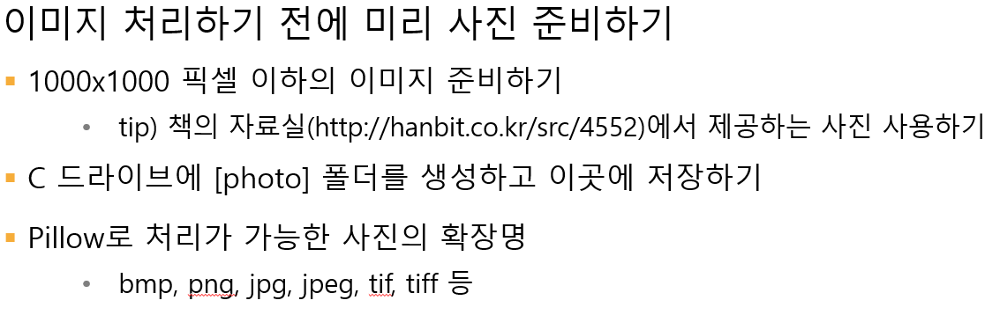 이미지 처리하기 전에 미리 사진 준비하기
1000x1000 픽셀 이하의 이미지 준비하기
tip) 책의 자료실(http://hanbit.co.kr/src/4552)에서 제공하는 사진 사용하기
C 드라이브에 [photo] 폴더를 생성하고 이곳에 저장하기
Pillow로 처리가 가능한 사진의 확장명
bmp, png, jpg, jpeg, tif, tiff 등